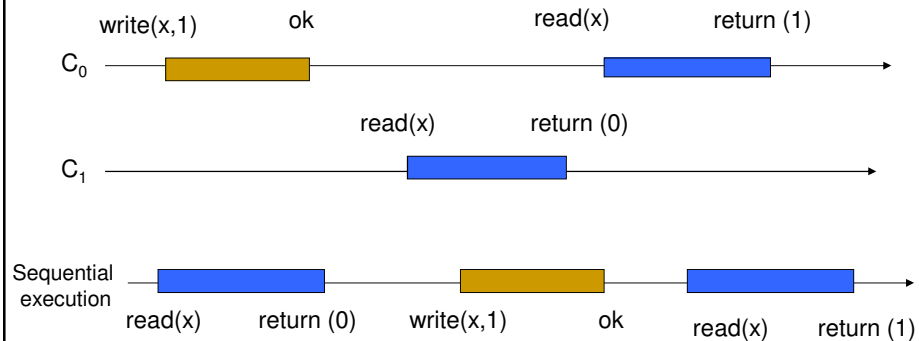 write(x,1) ok read(x) return (1)
C₀
read(x) return (0)
C₁
Sequential
execution
read(x) return (0) write(x,1) ok read(x) return (1)